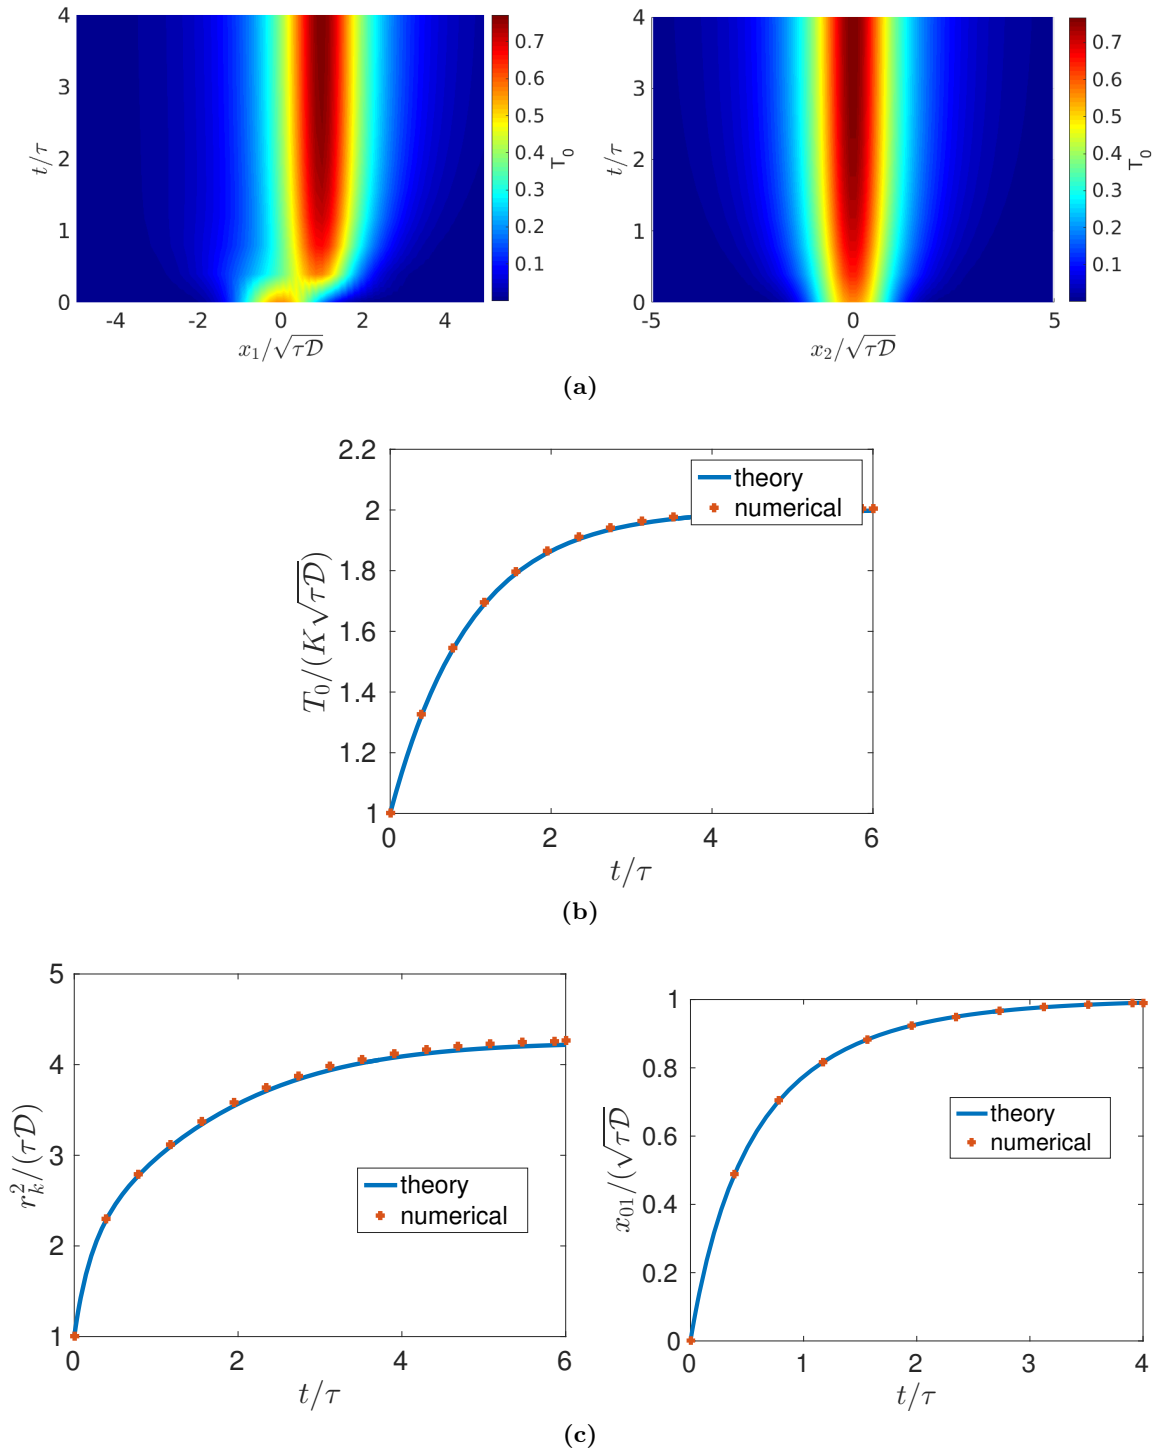 4
3
2
1
0
t/τ
-4 -2 0 2 4
x₁/√τ𝒟
0.7
0.6
0.5
0.4
0.3
0.2
0.1
T₀
4
3
2
1
0
t/τ
-5 0 5
x₂/√τ𝒟
0.7
0.6
0.5
0.4
0.3
0.2
0.1
T₀
(a)
2.2
2
1.8
1.6
1.4
1.2
1
T₀/(K√τ𝒟)
theory
numerical
0 2 4 6
t/τ
(b)
5
4
3
2
1
r²ₖ/(τ𝒟)
theory
numerical
0 2 4 6
t/τ
1
0.8
0.6
0.4
0.2
0
x₀₁/(√τ𝒟
theory
numerical
0 1 2 3 4
t/τ
(c)